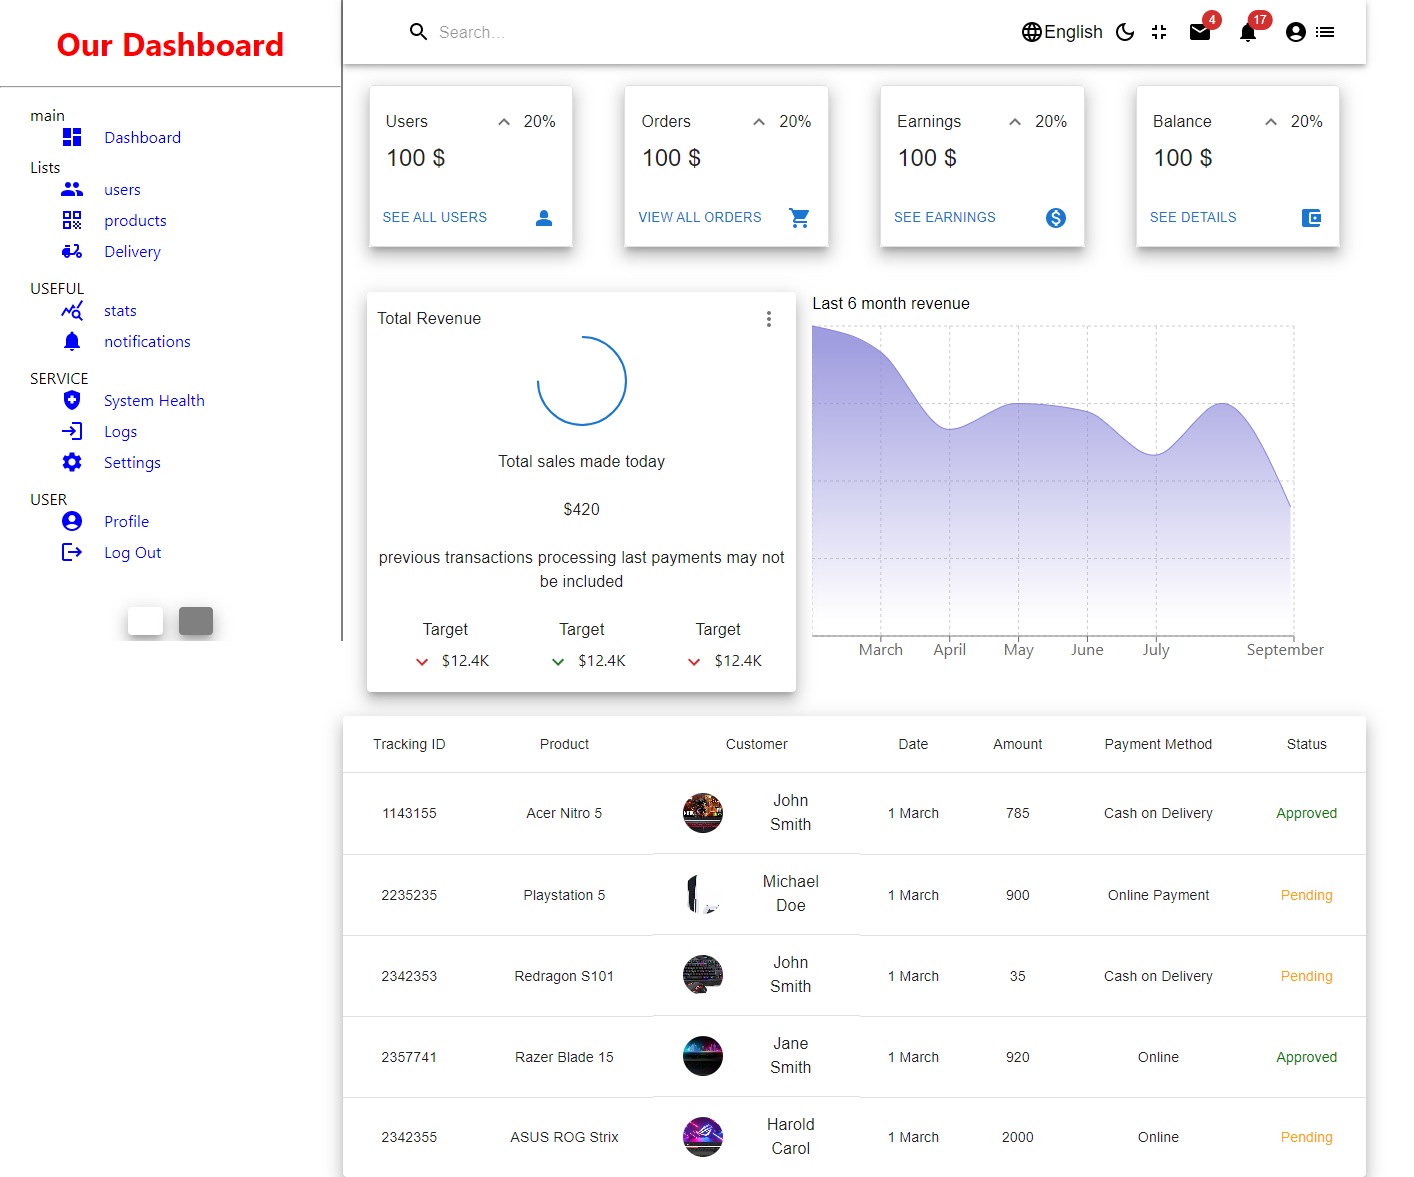 Our Dashboard
main
Dashboard
Lists
users
products
Delivery
USEFUL
stats
notifications
SERVICE
System Health
Logs
Settings
USER
Profile
Log Out
Search...
English
4
17
Users 20%
100 $
SEE ALL USERS
Orders 20%
100 $
VIEW ALL ORDERS
Earnings 20%
100 $
SEE EARNINGS
Balance 20%
100 $
SEE DETAILS
Total Revenue
Total sales made today
$420
previous transactions processing last payments may not
be included
Target Target Target
$12.4K $12.4K $12.4K
Last 6 month revenue
March April May June July September
Tracking ID Product Customer Date Amount Payment Method Status
1143155 Acer Nitro 5 John Smith 1 March 785 Cash on Delivery Approved
2235235 Playstation 5 Michael Doe 1 March 900 Online Payment Pending
2342353 Redragon S101 John Smith 1 March 35 Cash on Delivery Pending
2357741 Razer Blade 15 Jane Smith 1 March 920 Online Approved
2342355 ASUS ROG Strix Harold Carol 1 March 2000 Online Pending